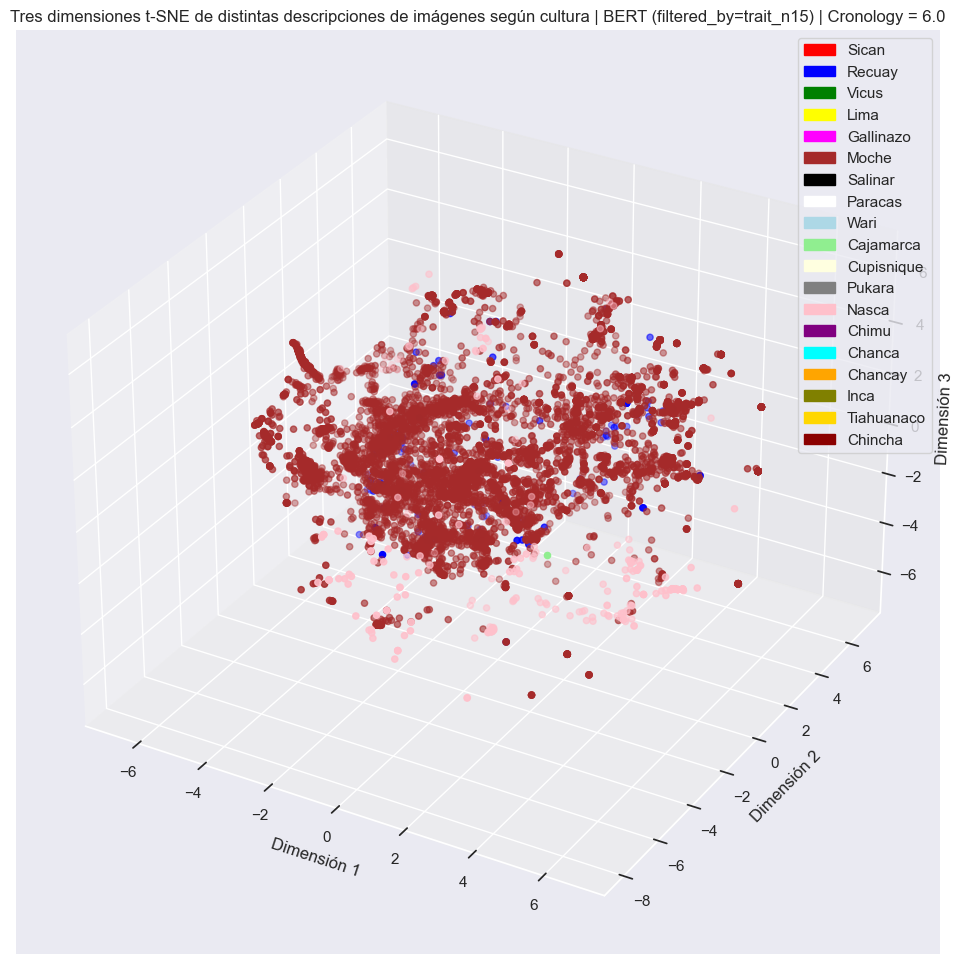 Tres dimensiones t-SNE de distintas descripciones de imágenes según cultura | BERT (filtered_by=trait_n15) | Cronology = 6.0
Sican
Recuay
Vicus
Lima
Gallinazo
Moche
Salinar
Paracas
Wari
Cajamarca
Cupisnique
Pukara
Nasca
Chimu
Chanca
Chancay
Inca
Tiahuanaco
Chincha
6
4
2
0
−2
−4
−6
Dimensión 3
6
4
2
0
−2
−4
−6
−8
Dimensión 2
−6
−4
−2
0
2
4
6
Dimensión 1